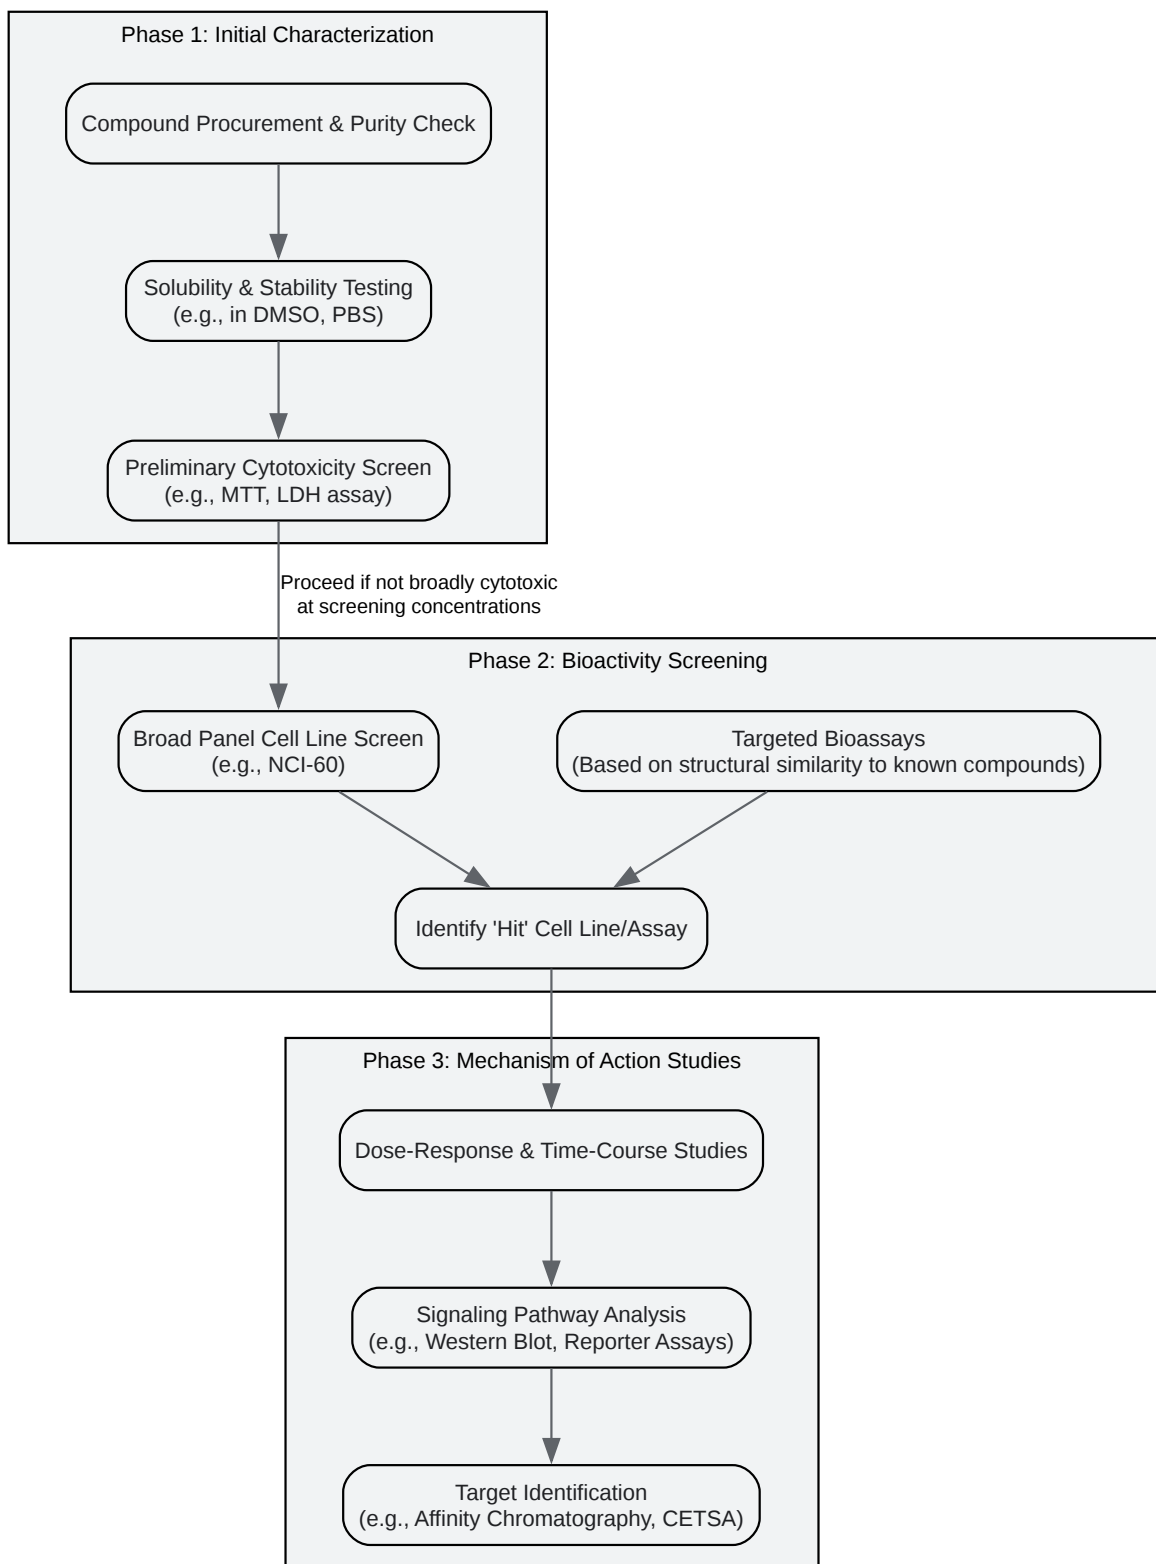 Phase 1: Initial Characterization
Compound Procurement & Purity Check
Solubility & Stability Testing
(e.g., in DMSO, PBS)
Preliminary Cytotoxicity Screen
(e.g., MTT, LDH assay)
Proceed if not broadly cytotoxic
at screening concentrations
Phase 2: Bioactivity Screening
Broad Panel Cell Line Screen
(e.g., NCI-60)
Targeted Bioassays
(Based on structural similarity to known compounds)
Identify 'Hit' Cell Line/Assay
Phase 3: Mechanism of Action Studies
Dose-Response & Time-Course Studies
Signaling Pathway Analysis
(e.g., Western Blot, Reporter Assays)
Target Identification
(e.g., Affinity Chromatography, CETSA)